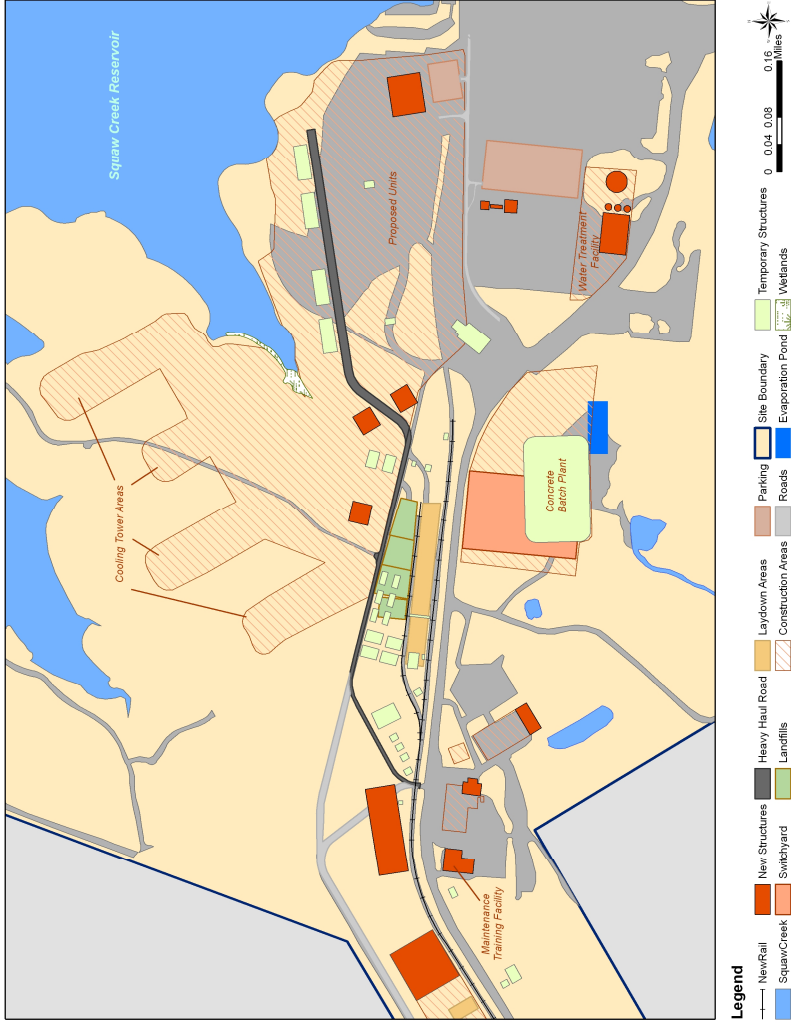 Squaw Creek Reservoir
Proposed Units
Cooling Tower Areas
Water Treatment
Facility
Concrete
Batch Plant
Maintenance
Training Facility
Legend
NewRail
New Structures
Heavy Haul Road
Laydown Areas
Parking
Site Boundary
Temporary Structures
SquawCreek
Switchyard
Landfills
Construction Areas
Roads
Evaporation Pond
Wetlands
0 0.04 0.08 0.16
Miles